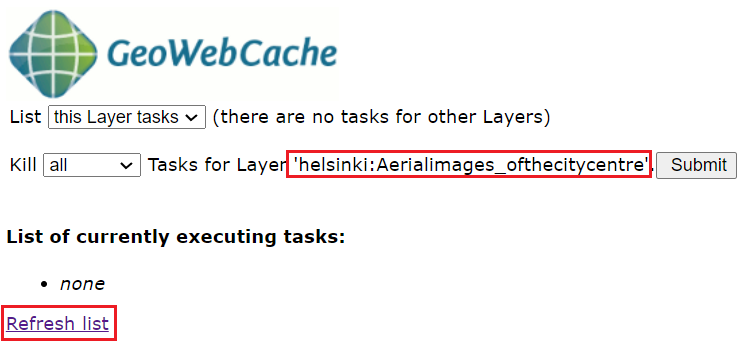 GeoWebCache
List this Layer tasks (there are no tasks for other Layers)
Kill all Tasks for Layer 'helsinki:Aerialimages_ofthecitycentre'. Submit
List of currently executing tasks:
• none
Refresh list